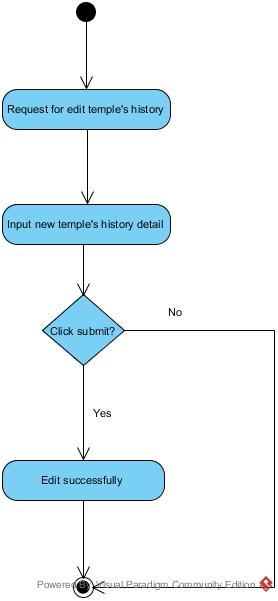 Request for edit temple's history
Input new temple's history detail
Click submit?
No
Yes
Edit successfully
Powered By Visual Paradigm Community Edition